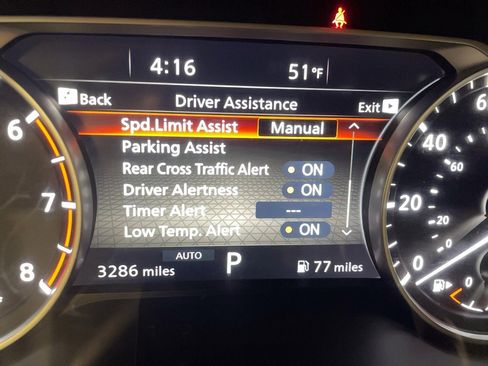 4:16 51°F
Back Driver Assistance Exit
Spd.Limit Assist Manual
Parking Assist
Rear Cross Traffic Alert ON
Driver Alertness ON
Timer Alert ---
Low Temp. Alert ON
AUTO
3286 miles P 77 miles
6
7
8
60
40
60
20
20
0
0